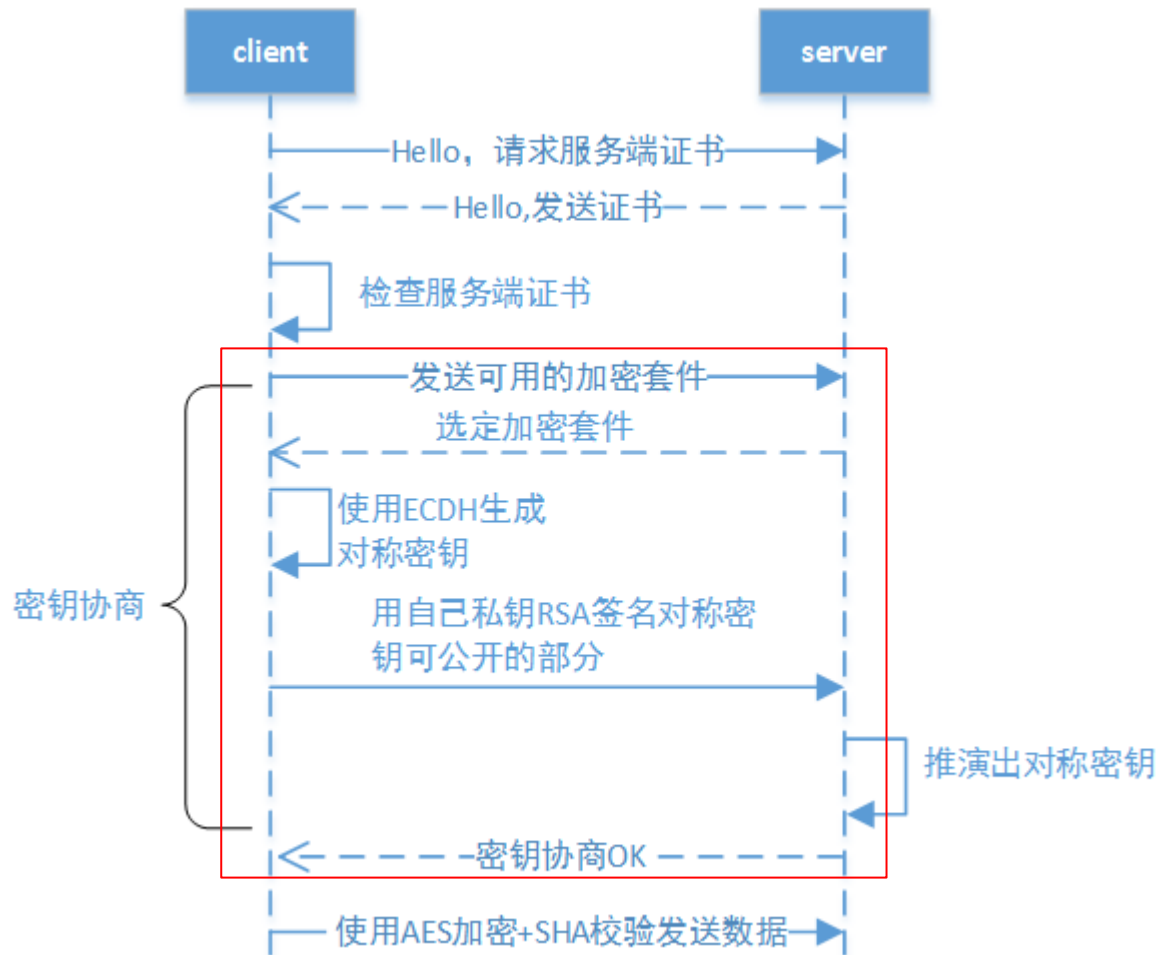 client
server
Hello，请求服务端证书
Hello,发送证书
检查服务端证书
发送可用的加密套件
选定加密套件
使用ECDH生成
对称密钥
密钥协商
用自己私钥RSA签名对称密
钥可公开的部分
推演出对称密钥
密钥协商OK
使用AES加密+SHA校验发送数据